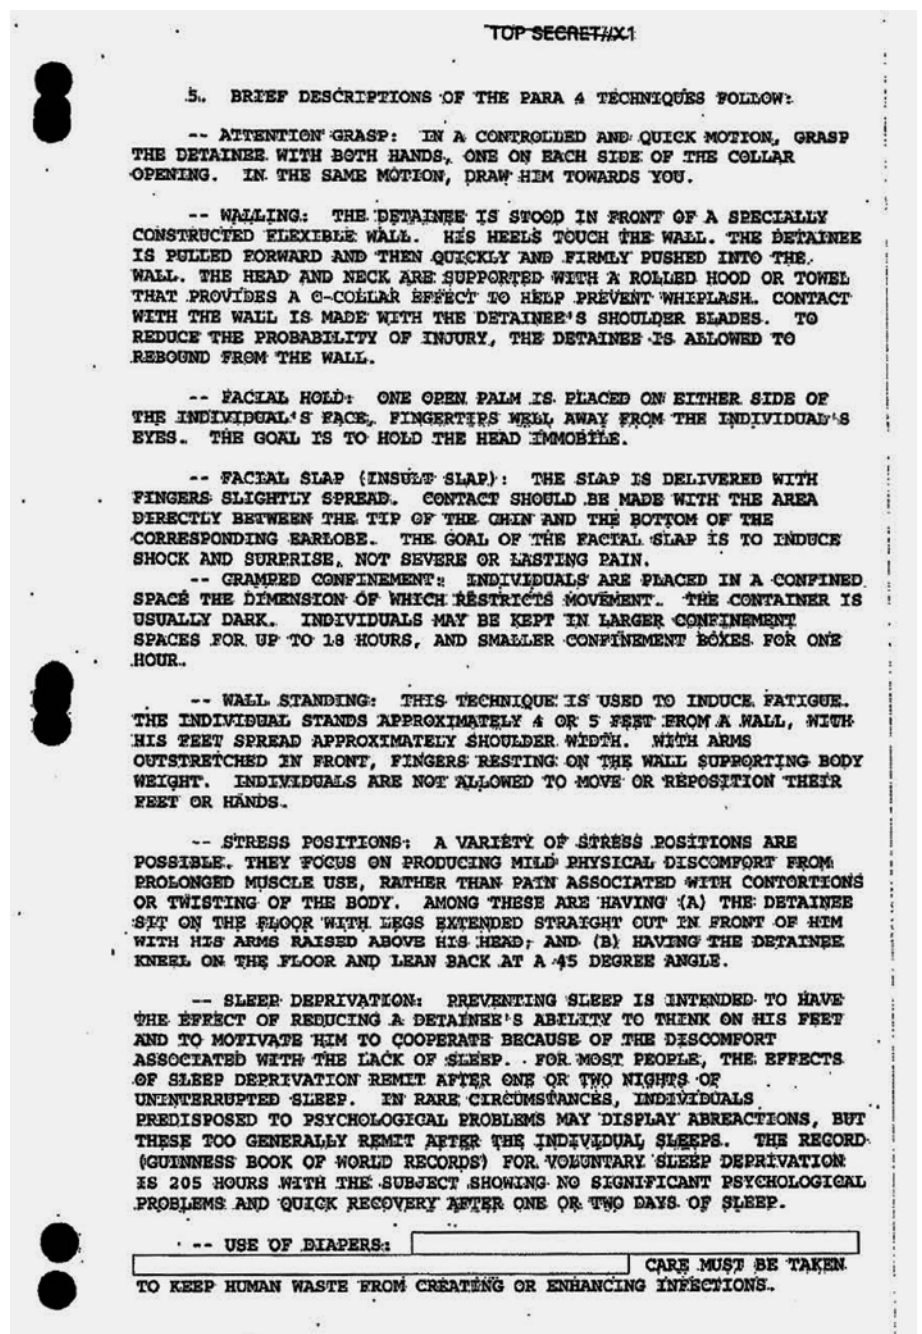 TOP SECRET//X1
5. BRIEF DESCRIPTIONS OF THE PARA 4 TECHNIQUES FOLLOW:
-- ATTENTION GRASP: IN A CONTROLLED AND QUICK MOTION, GRASP
THE DETAINEE WITH BOTH HANDS, ONE ON EACH SIDE OF THE COLLAR
OPENING. IN THE SAME MOTION, DRAW HIM TOWARDS YOU.
-- WALLING: THE DETAINEE IS STOOD IN FRONT OF A SPECIALLY
CONSTRUCTED FLEXIBLE WALL. HIS HEELS TOUCH THE WALL. THE DETAINEE
IS PULLED FORWARD AND THEN QUICKLY AND FIRMLY PUSHED INTO THE
WALL. THE HEAD AND NECK ARE SUPPORTED WITH A ROLLED HOOD OR TOWEL
THAT PROVIDES A C-COLLAR EFFECT TO HELP PREVENT WHIPLASH. CONTACT
WITH THE WALL IS MADE WITH THE DETAINEE'S SHOULDER BLADES. TO
REDUCE THE PROBABILITY OF INJURY, THE DETAINEE IS ALLOWED TO
REBOUND FROM THE WALL.
-- FACIAL HOLD: ONE OPEN PALM IS PLACED ON EITHER SIDE OF
THE INDIVIDUAL'S FACE, FINGERTIPS WELL AWAY FROM THE INDIVIDUAL'S
EYES. THE GOAL IS TO HOLD THE HEAD IMMOBILE.
-- FACIAL SLAP (INSULT SLAP): THE SLAP IS DELIVERED WITH
FINGERS SLIGHTLY SPREAD. CONTACT SHOULD BE MADE WITH THE AREA
DIRECTLY BETWEEN THE TIP OF THE CHIN AND THE BOTTOM OF THE
CORRESPONDING EARLOBE. THE GOAL OF THE FACIAL SLAP IS TO INDUCE
SHOCK AND SURPRISE, NOT SEVERE OR LASTING PAIN.
-- CRAMPED CONFINEMENT: INDIVIDUALS ARE PLACED IN A CONFINED
SPACE THE DIMENSION OF WHICH RESTRICTS MOVEMENT. THE CONTAINER IS
USUALLY DARK. INDIVIDUALS MAY BE KEPT IN LARGER CONFINEMENT
SPACES FOR UP TO 18 HOURS, AND SMALLER CONFINEMENT BOXES FOR ONE
HOUR.
-- WALL STANDING: THIS TECHNIQUE IS USED TO INDUCE FATIGUE.
THE INDIVIDUAL STANDS APPROXIMATELY 4 OR 5 FEET FROM A WALL, WITH
HIS FEET SPREAD APPROXIMATELY SHOULDER WIDTH. WITH ARMS
OUTSTRETCHED IN FRONT, FINGERS RESTING ON THE WALL SUPPORTING BODY
WEIGHT. INDIVIDUALS ARE NOT ALLOWED TO MOVE OR REPOSITION THEIR
FEET OR HANDS.
-- STRESS POSITIONS: A VARIETY OF STRESS POSITIONS ARE
POSSIBLE. THEY FOCUS ON PRODUCING MILD PHYSICAL DISCOMFORT FROM
PROLONGED MUSCLE USE, RATHER THAN PAIN ASSOCIATED WITH CONTORTIONS
OR TWISTING OF THE BODY. AMONG THESE ARE HAVING (A) THE DETAINEE
SIT ON THE FLOOR WITH LEGS EXTENDED STRAIGHT OUT IN FRONT OF HIM
WITH HIS ARMS RAISED ABOVE HIS HEAD; AND (B) HAVING THE DETAINEE
KNEEL ON THE FLOOR AND LEAN BACK AT A 45 DEGREE ANGLE.
-- SLEEP DEPRIVATION: PREVENTING SLEEP IS INTENDED TO HAVE
THE EFFECT OF REDUCING A DETAINEE'S ABILITY TO THINK ON HIS FEET
AND TO MOTIVATE HIM TO COOPERATE BECAUSE OF THE DISCOMFORT
ASSOCIATED WITH THE LACK OF SLEEP. FOR MOST PEOPLE, THE EFFECTS
OF SLEEP DEPRIVATION REMIT AFTER ONE OR TWO NIGHTS OF
UNINTERRUPTED SLEEP. IN RARE CIRCUMSTANCES, INDIVIDUALS
PREDISPOSED TO PSYCHOLOGICAL PROBLEMS MAY DISPLAY ABREACTIONS, BUT
THESE TOO GENERALLY REMIT AFTER THE INDIVIDUAL SLEEPS. THE RECORD
(GUINNESS BOOK OF WORLD RECORDS) FOR VOLUNTARY SLEEP DEPRIVATION
IS 205 HOURS WITH THE SUBJECT SHOWING NO SIGNIFICANT PSYCHOLOGICAL
PROBLEMS AND QUICK RECOVERY AFTER ONE OR TWO DAYS OF SLEEP.
-- USE OF DIAPERS:
CARE MUST BE TAKEN
TO KEEP HUMAN WASTE FROM CREATING OR ENHANCING INFECTIONS.